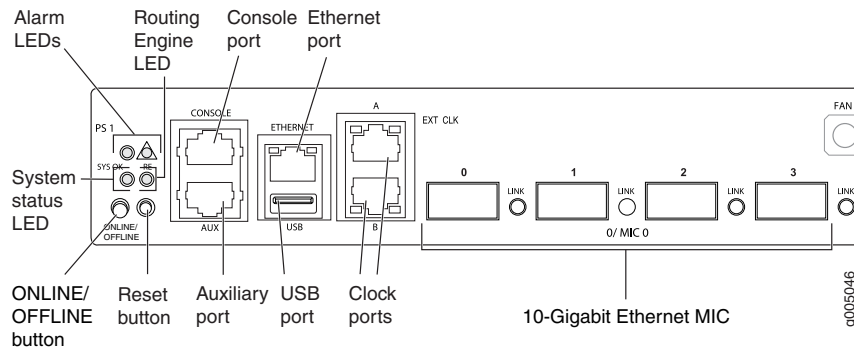 Alarm
LEDs
Routing
Engine
LED
Console
port
Ethernet
port
PS 1
CONSOLE
ETHERNET
A
EXT CLK
FAN
SYS OK
RE
System
status
LED
0
1
2
3
LINK
LINK
LINK
LINK
ONLINE/
OFFLINE
AUX
USB
B
0/ MIC 0
ONLINE/
OFFLINE
button
Reset
button
Auxiliary
port
USB
port
Clock
ports
10-Gigabit Ethernet MIC
g005046